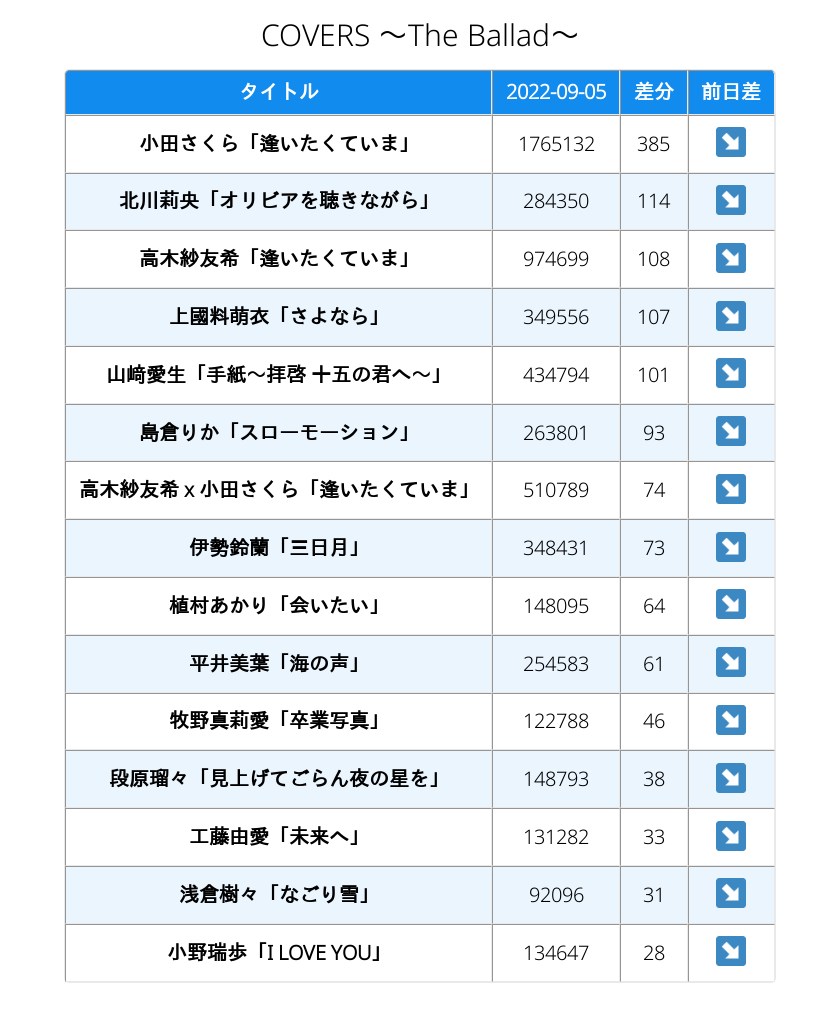 COVERS ～The Ballad～
タイトル 2022-09-05 差分 前日差
小田さくら「逢いたくていま」 1765132 385 ↘
北川莉央「オリビアを聴きながら」 284350 114 ↘
高木紗友希「逢いたくていま」 974699 108 ↘
上國料萌衣「さよなら」 349556 107 ↘
山﨑愛生「手紙～拝啓 十五の君へ～」 434794 101 ↘
島倉りか「スローモーション」 263801 93 ↘
高木紗友希 x 小田さくら「逢いたくていま」 510789 74 ↘
伊勢鈴蘭「三日月」 348431 73 ↘
植村あかり「会いたい」 148095 64 ↘
平井美葉「海の声」 254583 61 ↘
牧野真莉愛「卒業写真」 122788 46 ↘
段原瑠々「見上げてごらん夜の星を」 148793 38 ↘
工藤由愛「未来へ」 131282 33 ↘
浅倉樹々「なごり雪」 92096 31 ↘
小野瑞歩「I LOVE YOU」 134647 28 ↘